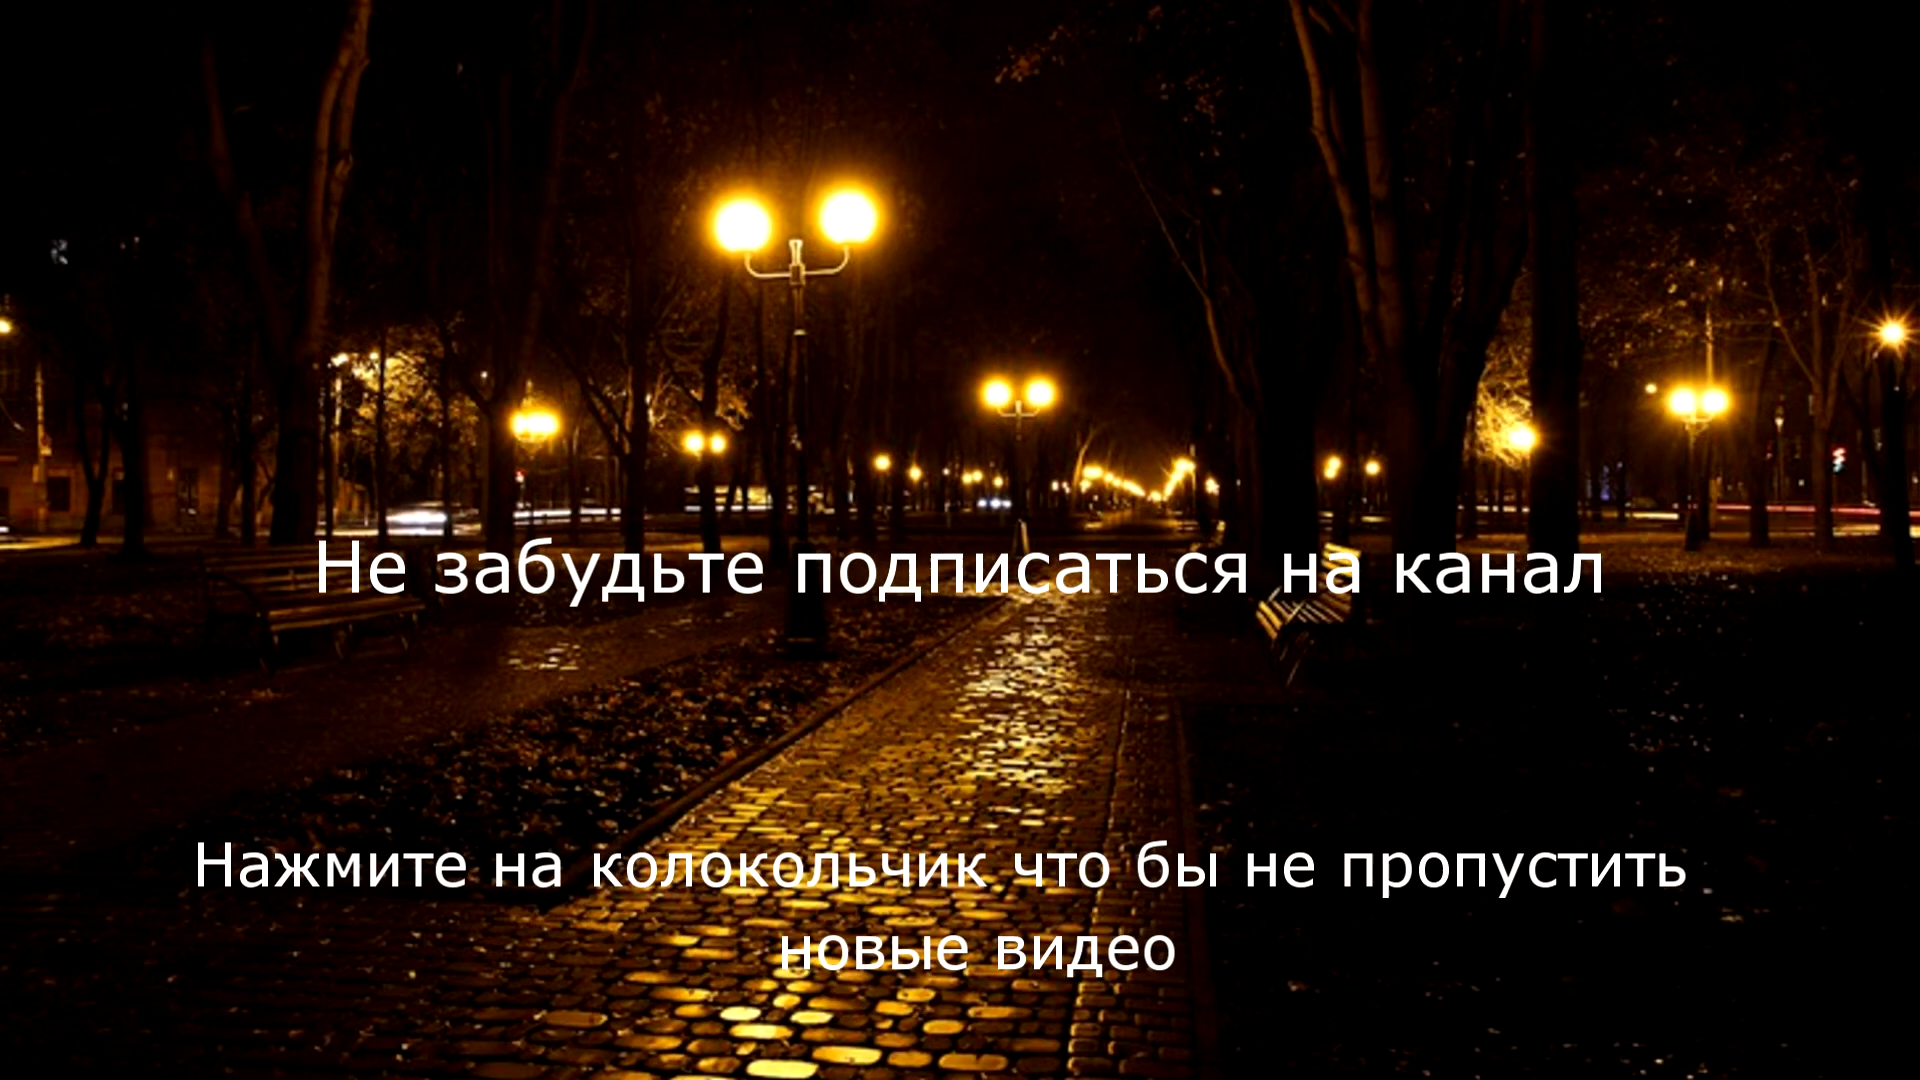 Не забудьте подписаться на канал
Нажмите на колокольчик что бы не пропустить
новые видео